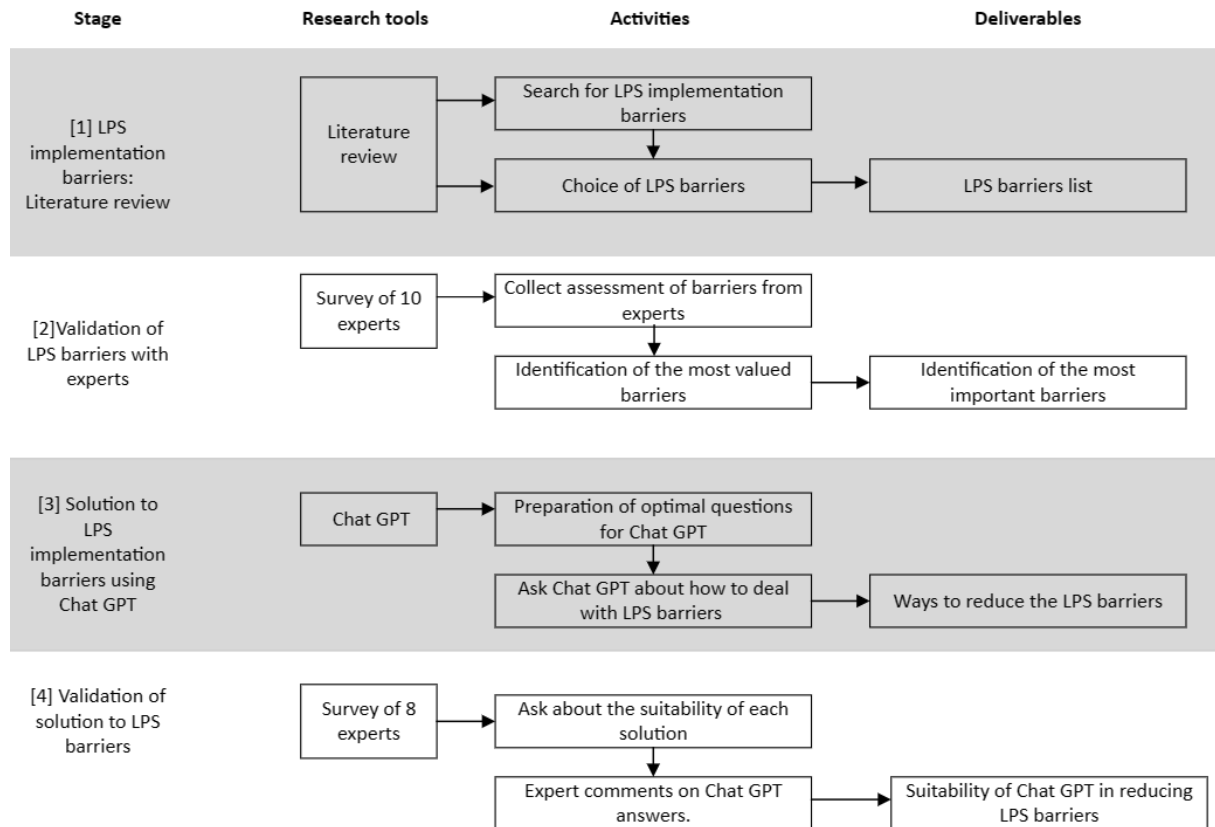 Stage
Research tools
Activities
Deliverables
[1] LPS
implementation
barriers:
Literature review
Literature
review
Search for LPS implementation
barriers
Choice of LPS barriers
LPS barriers list
[2]Validation of
LPS barriers with
experts
Survey of 10
experts
Collect assessment of barriers from
experts
Identification of the most valued
barriers
Identification of the most
important barriers
[3] Solution to
LPS
implementation
barriers using
Chat GPT
Chat GPT
Preparation of optimal questions
for Chat GPT
Ask Chat GPT about how to deal
with LPS barriers
Ways to reduce the LPS barriers
[4] Validation of
solution to LPS
barriers
Survey of 8
experts
Ask about the suitability of each
solution
Expert comments on Chat GPT
answers.
Suitability of Chat GPT in reducing
LPS barriers